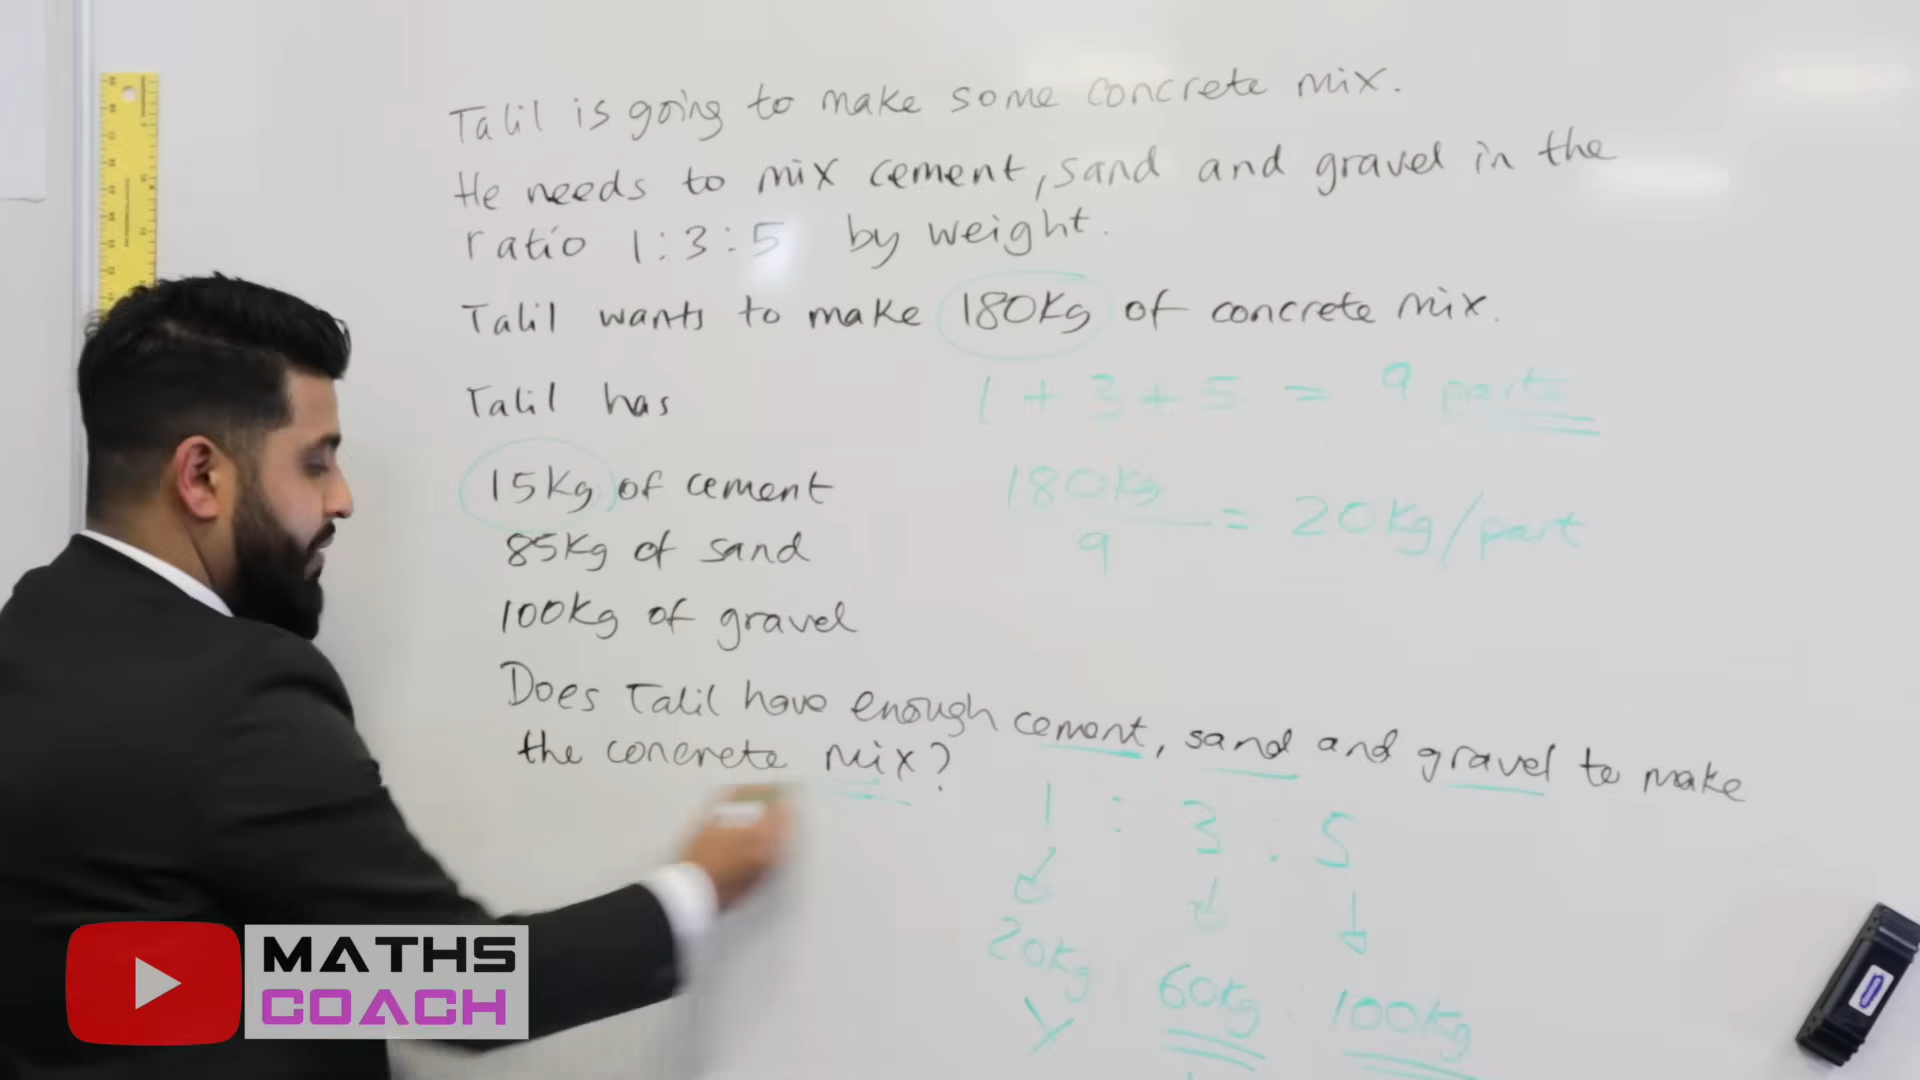 Talil is going to make some concrete mix.
He needs to mix cement, sand and gravel in the
ratio 1:3:5 by weight.
Talil wants to make 180Kg of concrete mix.
Talil has
1 + 3 + 5 = 9 parts
15Kg of cement
180kg
9
= 20kg/part
85Kg of sand
100Kg of gravel
Does Talil have enough cement, sand and gravel to make
the concrete mix?
1 : 3 : 5
20kg : 60kg : 100kg
X
MATHS
COACH